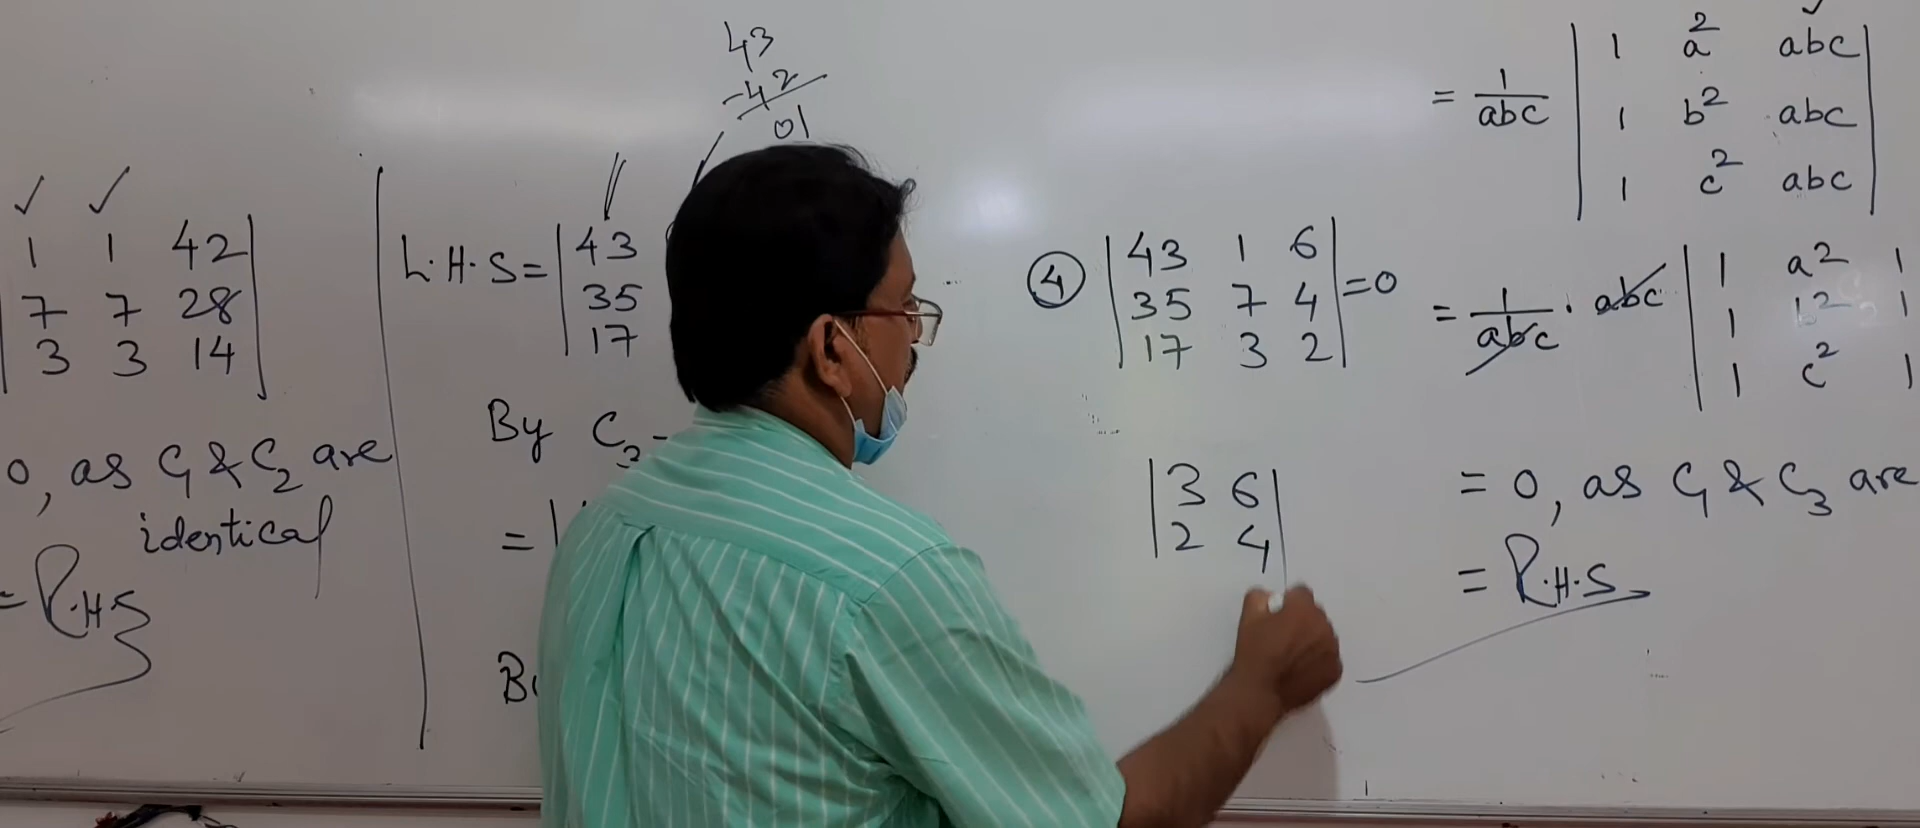 43
-42
01
1 1 42
7 7 28
3 3 14
0, as C1 & C2 are
identical
= R.H.S
L.H.S = | 43
35
17
By C3 -
= |
④ | 43 1 6 | = 0
35 7 4
17 3 2
| 3 6 |
| 2 4 |
= 1/abc | 1 a² abc |
1 b² abc
1 c² abc
= 1/abc · abc | 1 a² 1
1 b² 1
1 c² 1
= 0, as C1 & C3 are
= R.H.S